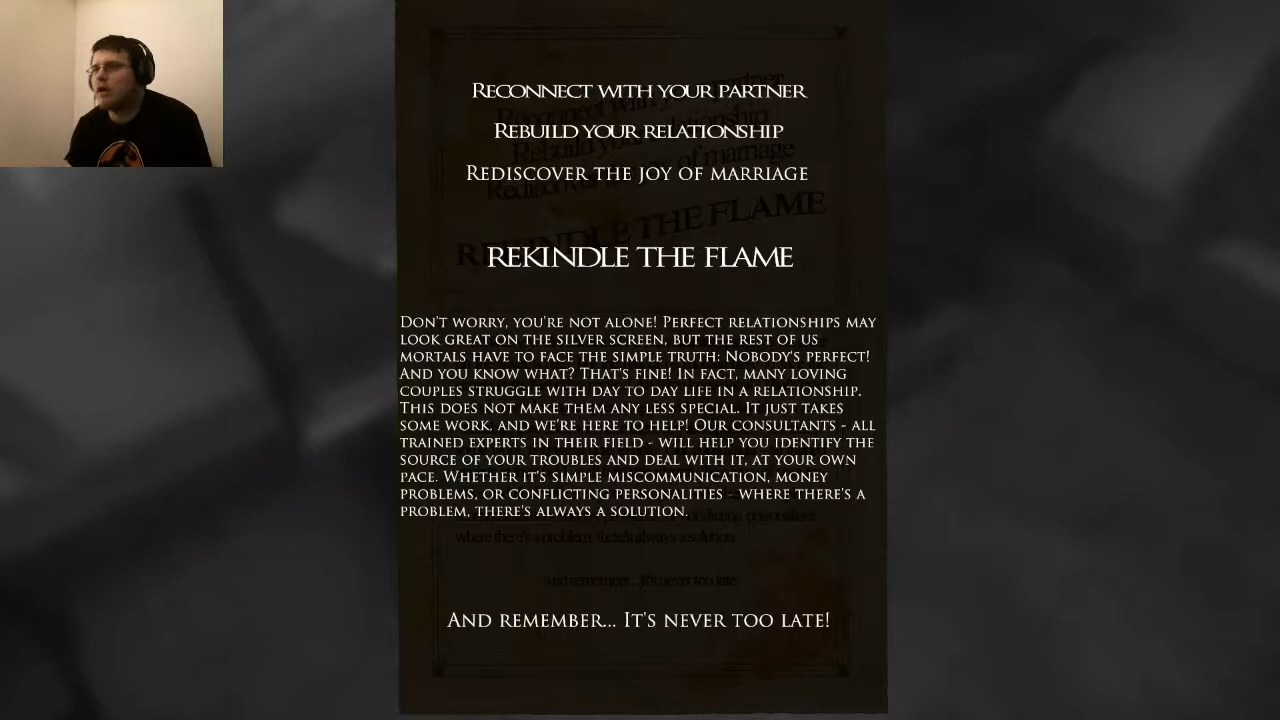 Reconnect with your partner
Rebuild your relationship
Rediscover the joy of marriage
REKINDLE THE FLAME
Don't worry, you're not alone! Perfect relationships may
look great on the silver screen, but the rest of us
mortals have to face the simple truth: Nobody's perfect!
And you know what? That's fine! In fact, many loving
couples struggle with day to day life in a relationship.
This does not make them any less special. It just takes
some work, and we're here to help! Our consultants - all
trained experts in their field - will help you identify the
source of your troubles and deal with it, at your own
pace. Whether it's simple miscommunication, money
problems, or conflicting personalities - where there's a
problem, there's always a solution.
And remember... It's never too late!